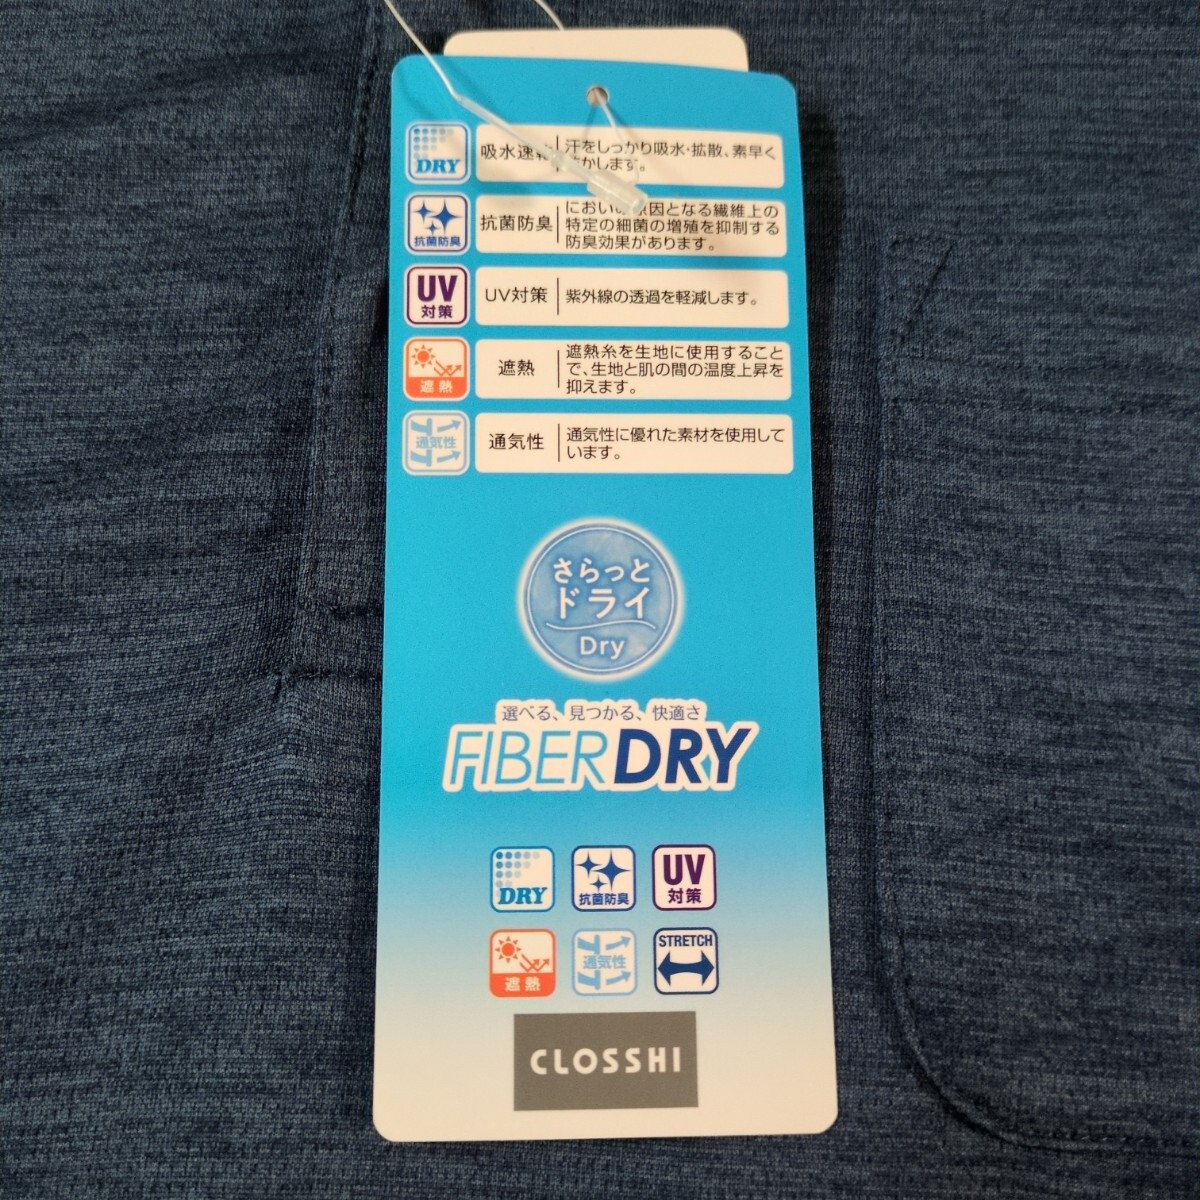 DRY
吸水速乾
汗をしっかり吸水・拡散、素早く
乾かします。
抗菌防臭
抗菌防臭
においの原因となる繊維上の
特定の細菌の増殖を抑制する
防臭効果があります。
UV
対策
UV対策
紫外線の透過を軽減します。
遮熱
遮熱
遮熱糸を生地に使用すること
で、生地と肌の間の温度上昇を
抑えます。
通気性
通気性
通気性に優れた素材を使用して
います。
さらっと
ドライ
Dry
選べる、見つかる、快適さ
FIBERDRY
DRY
抗菌防臭
UV
対策
遮熱
通気性
STRETCH
CLOSSHI